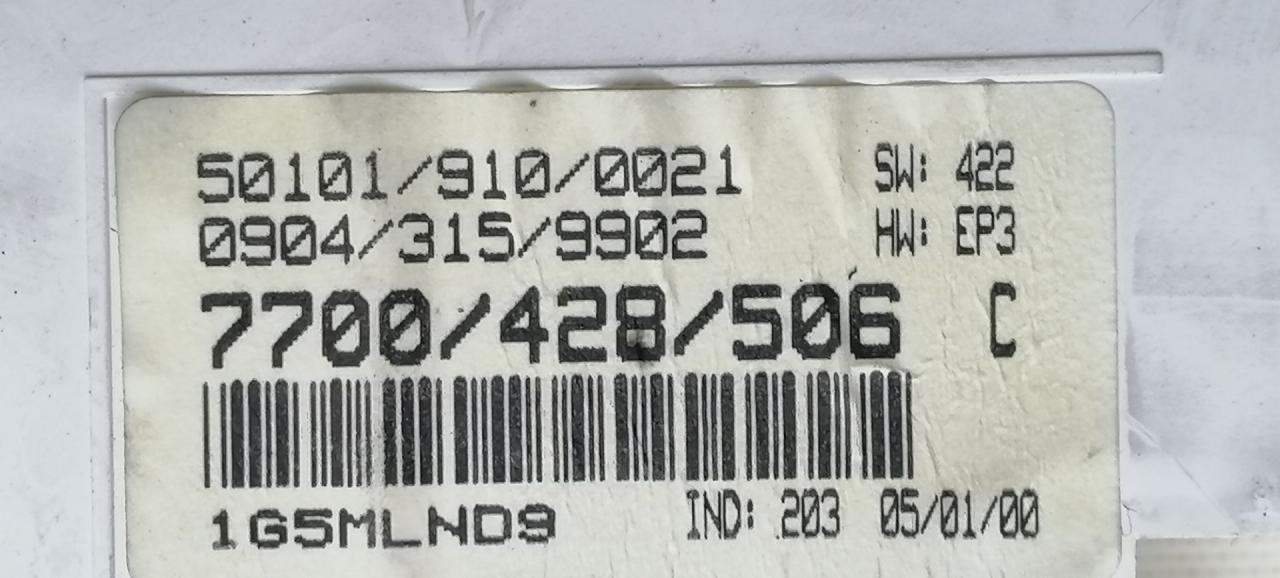 50101/910/0021 SW: 422
0904/315/9902 HW: EP3
7700/428/506 C
1G5MLND9 IND: 203 05/01/00